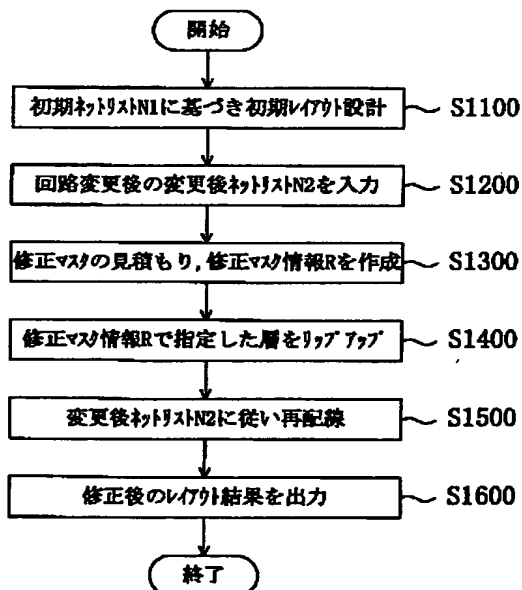 開始
初期ネットリストN1に基づき初期レイアウト設計 S1100
回路変更後の変更後ネットリストN2を入力 S1200
修正マスクの見積もり,修正マスク情報Rを作成 S1300
修正マスク情報Rで指定した層をリップアップ S1400
変更後ネットリストN2に従い再配線 S1500
修正後のレイアウト結果を出力 S1600
終了